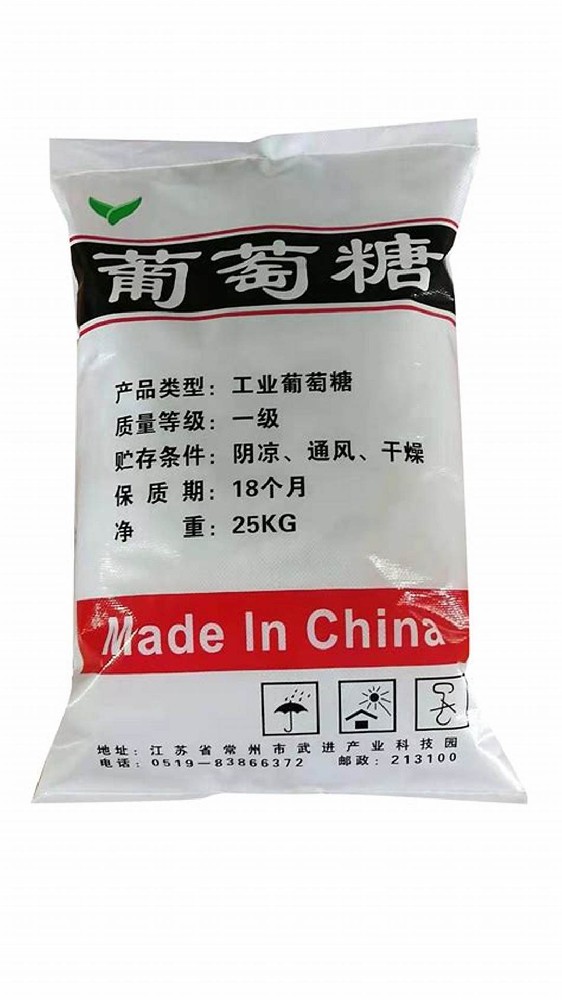 葡萄糖
产品类型：工业葡萄糖
质量等级：一级
贮存条件：阴凉、通风、干燥
保质期：18个月
净重：25KG
Made In China
地址：江苏省常州市武进产业科技园
电话：0519—83866372 邮政：213100